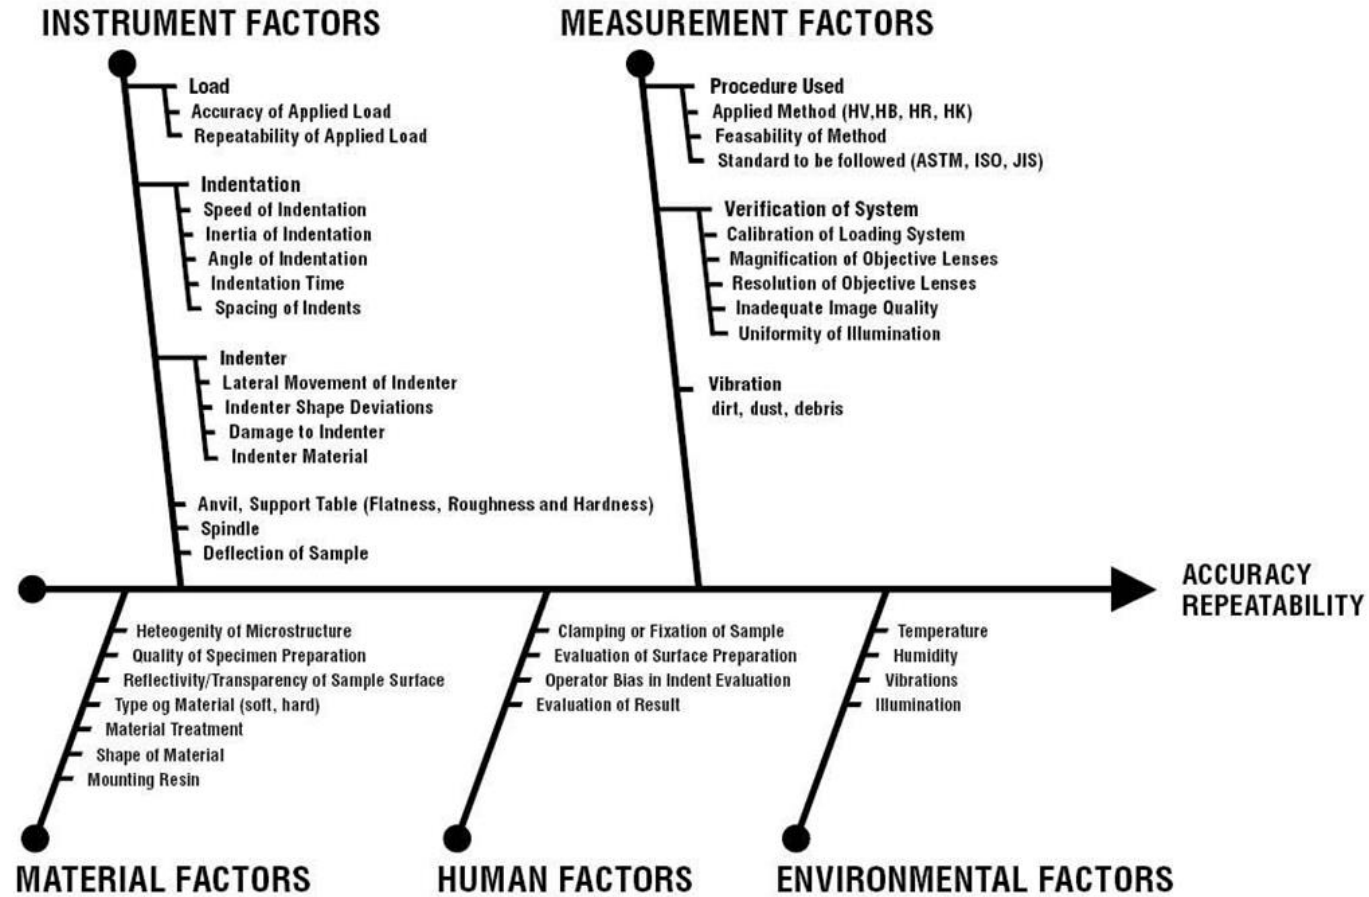 INSTRUMENT FACTORS
Load
Accuracy of Applied Load
Repeatability of Applied Load
Indentation
Speed of Indentation
Inertia of Indentation
Angle of Indentation
Indentation Time
Spacing of Indents
Indenter
Lateral Movement of Indenter
Indenter Shape Deviations
Damage to Indenter
Indenter Material
Anvil, Support Table (Flatness, Roughness and Hardness)
Spindle
Deflection of Sample
MEASUREMENT FACTORS
Procedure Used
Applied Method (HV,HB, HR, HK)
Feasability of Method
Standard to be followed (ASTM, ISO, JIS)
Verification of System
Calibration of Loading System
Magnification of Objective Lenses
Resolution of Objective Lenses
Inadequate Image Quality
Uniformity of Illumination
Vibration
dirt, dust, debris
ACCURACY
REPEATABILITY
Heteogenity of Microstructure
Quality of Specimen Preparation
Reflectivity/Transparency of Sample Surface
Type og Material (soft, hard)
Material Treatment
Shape of Material
Mounting Resin
MATERIAL FACTORS
Clamping or Fixation of Sample
Evaluation of Surface Preparation
Operator Bias in Indent Evaluation
Evaluation of Result
HUMAN FACTORS
Temperature
Humidity
Vibrations
Illumination
ENVIRONMENTAL FACTORS